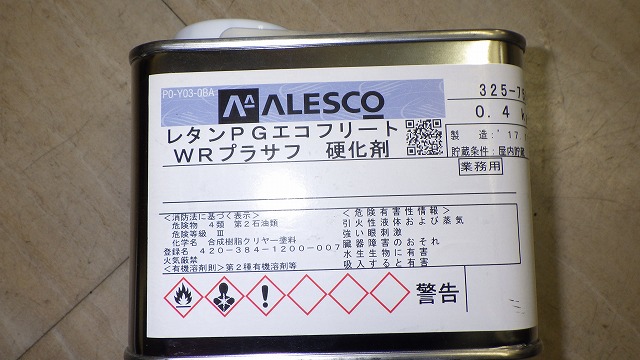 PO-Y03-0BA
ALESCO
325-7
0.4 k
レタンPGエコフリート
WRプラサフ 硬化剤
製 造:'17.
貯蔵条件:屋内貯蔵
業務用
<消防法に基づく表示>
危険物 4類 第2石油類
危険等級 Ⅲ
化学名 合成樹脂クリヤー塗料
登録名 420-384-1200-007
火気厳禁
<有機溶剤則>第2種有機溶剤等
<危険有害性情報>
引火性液体および蒸気
強い眼刺激
臓器障害のおそれ
水生生物に有害
吸入すると有害
警告